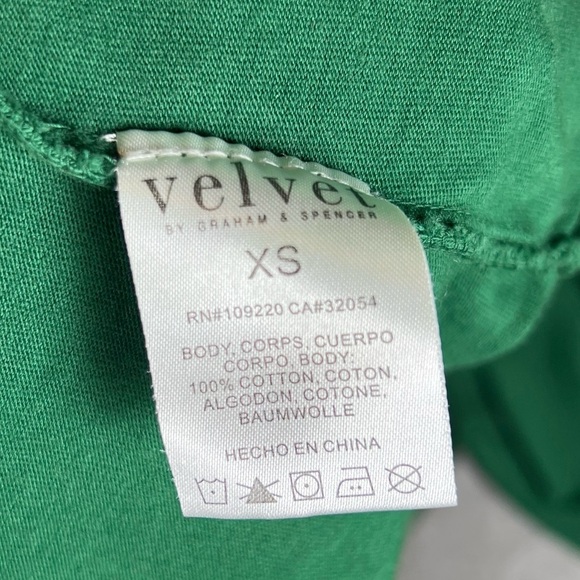 velvet
BY GRAHAM & SPENCER
XS
RN#109220 CA#32054
BODY, CORPS, CUERPO
CORPO, BODY:
100% COTTON, COTON,
ALGODON, COTONE,
BAUMWOLLE
HECHO EN CHINA